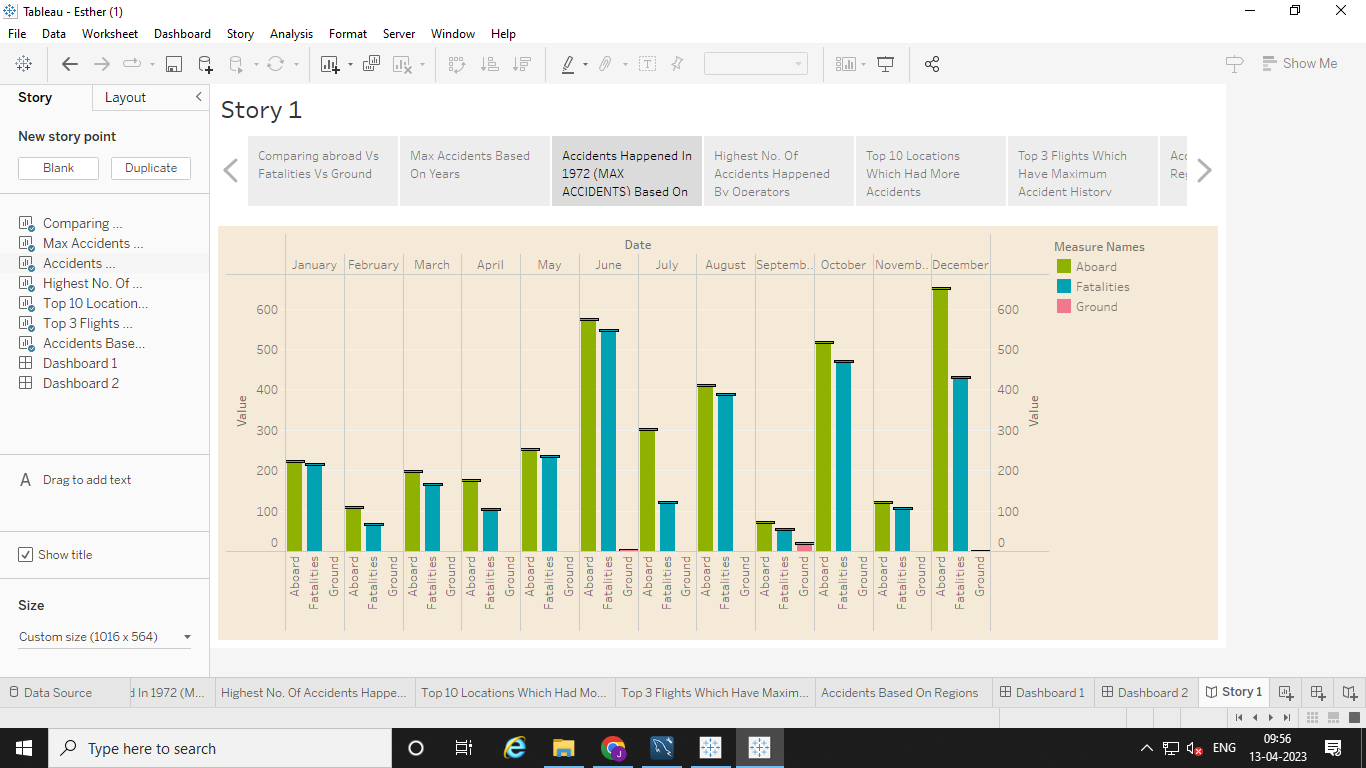 Tableau - Esther (1)
File Data Worksheet Dashboard Story Analysis Format Server Window Help
Show Me
Story Layout
New story point
Blank Duplicate
Comparing ...
Max Accidents ...
Accidents ...
Highest No. Of ...
Top 10 Location...
Top 3 Flights ...
Accidents Base...
Dashboard 1
Dashboard 2
Drag to add text
Show title
Size
Custom size (1016 x 564)
Story 1
Comparing abroad Vs
Fatalities Vs Ground
Max Accidents Based
On Years
Accidents Happened In
1972 (MAX
ACCIDENTS) Based On
Highest No. Of
Accidents Happened
By Operators
Top 10 Locations
Which Had More
Accidents
Top 3 Flights Which
Have Maximum
Accident History
Acc
Reg
Date
January February March April May June July August Septemb.. October Novemb.. December
Value
600
500
400
300
200
100
0
600
500
400
300
200
100
0
Value
Aboard Fatalities Ground Aboard Fatalities Ground Aboard Fatalities Ground Aboard Fatalities Ground Aboard Fatalities Ground Aboard Fatalities Ground Aboard Fatalities Ground Aboard Fatalities Ground Aboard Fatalities Ground Aboard Fatalities Ground Aboard Fatalities Ground Aboard Fatalities Ground
Measure Names
Aboard
Fatalities
Ground
Data Source d In 1972 (M... Highest No. Of Accidents Happe... Top 10 Locations Which Had Mo... Top 3 Flights Which Have Maxim... Accidents Based On Regions Dashboard 1 Dashboard 2 Story 1
Type here to search
ENG
09:56
13-04-2023